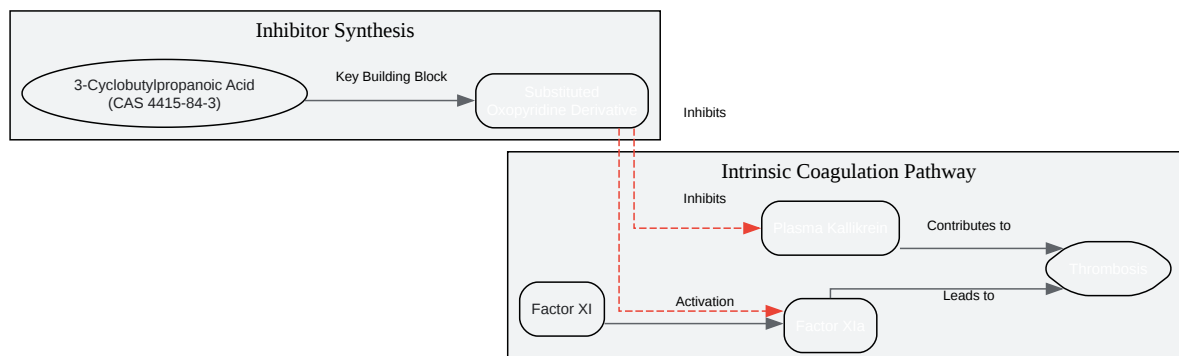 Inhibitor Synthesis
3-Cyclobutylpropanoic Acid
(CAS 4415-84-3)
Key Building Block
Substituted
Oxopyridine Derivative
Inhibits
Intrinsic Coagulation Pathway
Inhibits
Plasma Kallikrein
Contributes to
Thrombosis
Factor XI
Activation
Factor XIa
Leads to